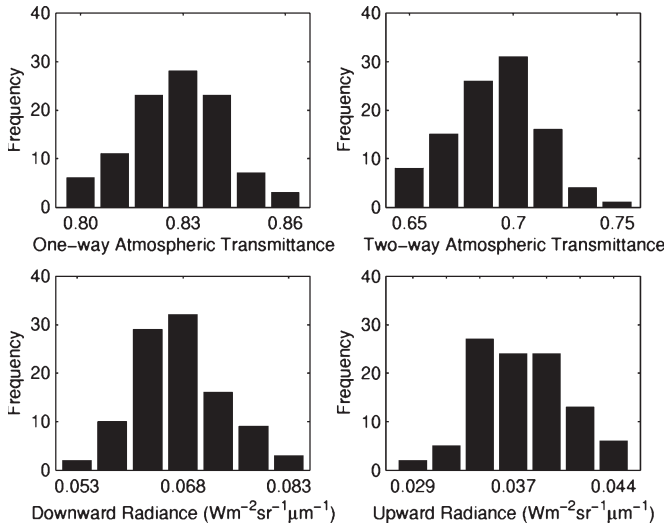 40
30
20
10
0
Frequency
0.80 0.83 0.86
One-way Atmospheric Transmittance
40
30
20
10
0
Frequency
0.65 0.7 0.75
Two-way Atmospheric Transmittance
40
30
20
10
0
Frequency
0.053 0.068 0.083
Downward Radiance (Wm⁻²sr⁻¹μm⁻¹)
40
30
20
10
0
Frequency
0.029 0.037 0.044
Upward Radiance (Wm⁻²sr⁻¹μm⁻¹)